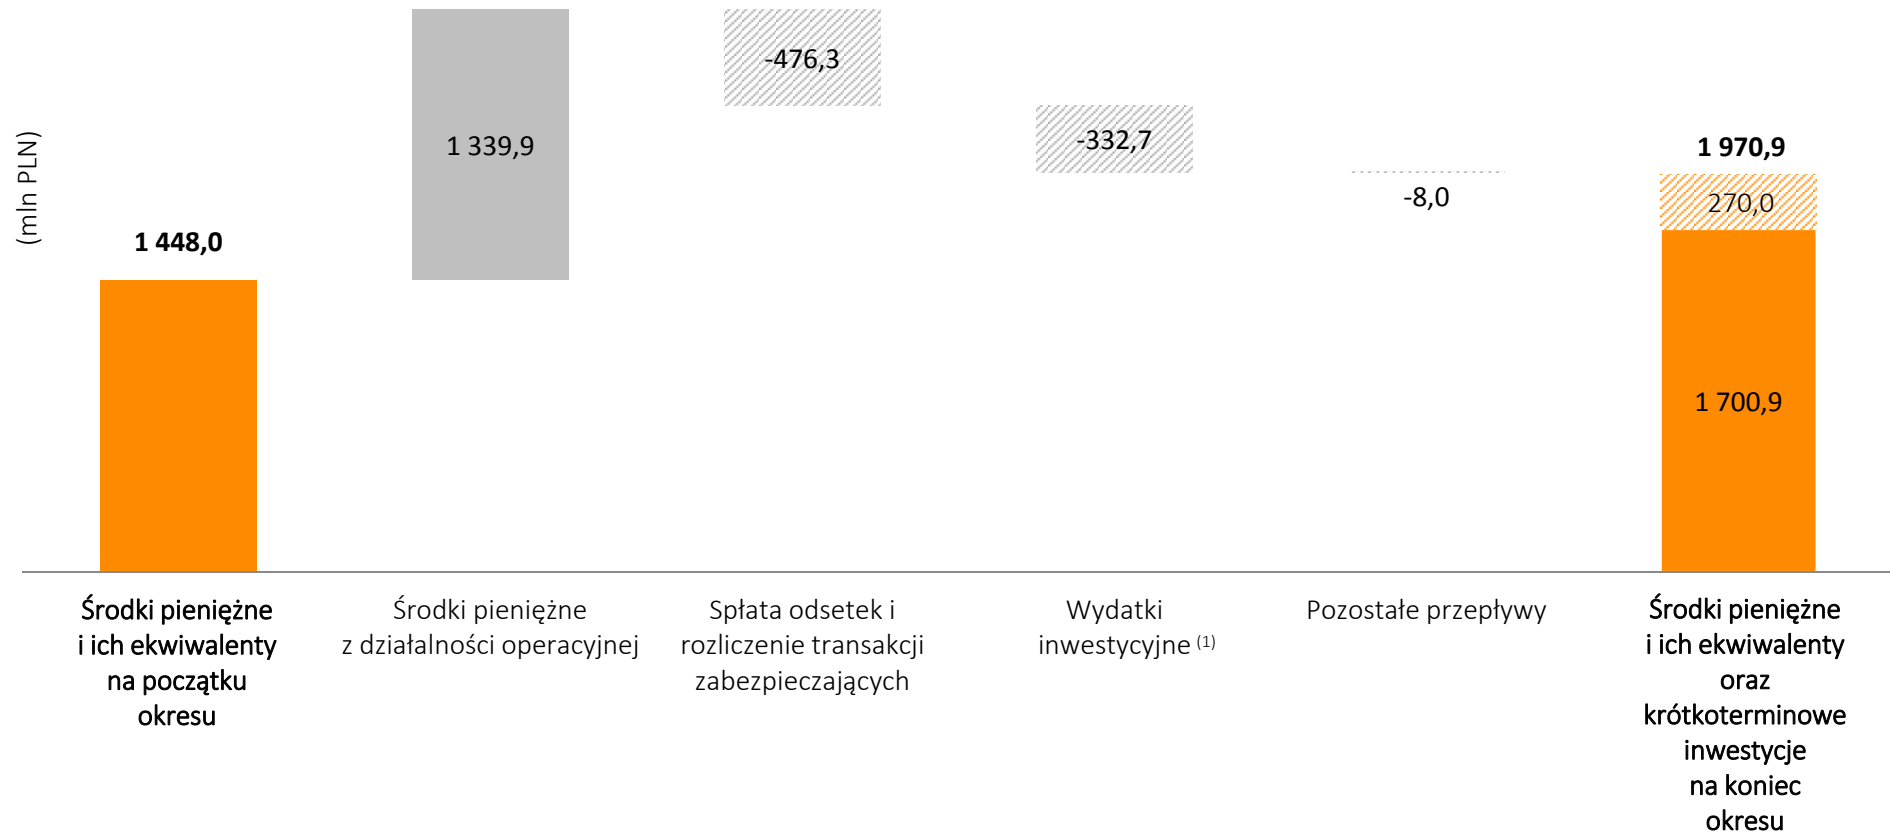 (mln PLN)
1 448,0
1 339,9
-476,3
-332,7
-8,0
1 970,9
270,0
1 700,9
Środki pieniężne
i ich ekwiwalenty
na początku
okresu
Środki pieniężne
z działalności operacyjnej
Spłata odsetek i
rozliczenie transakcji
zabezpieczających
Wydatki
inwestycyjne (1)
Pozostałe przepływy
Środki pieniężne
i ich ekwiwalenty
oraz
krótkoterminowe
inwestycje
na koniec
okresu